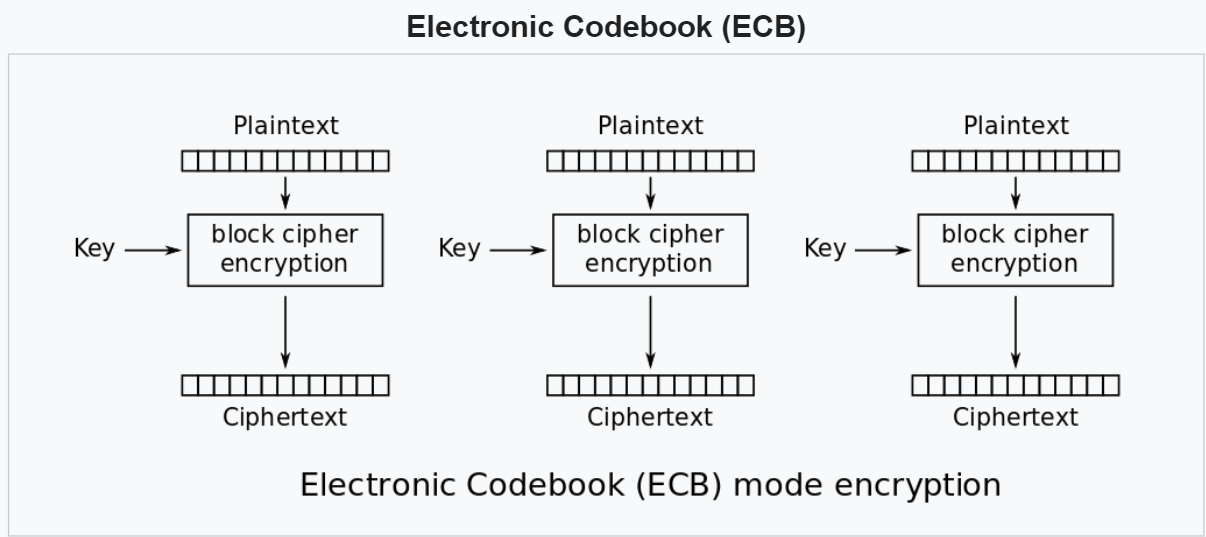 Electronic Codebook (ECB)
Plaintext
Plaintext
Plaintext
Key
block cipher
encryption
Key
block cipher
encryption
Key
block cipher
encryption
Ciphertext
Ciphertext
Ciphertext
Electronic Codebook (ECB) mode encryption